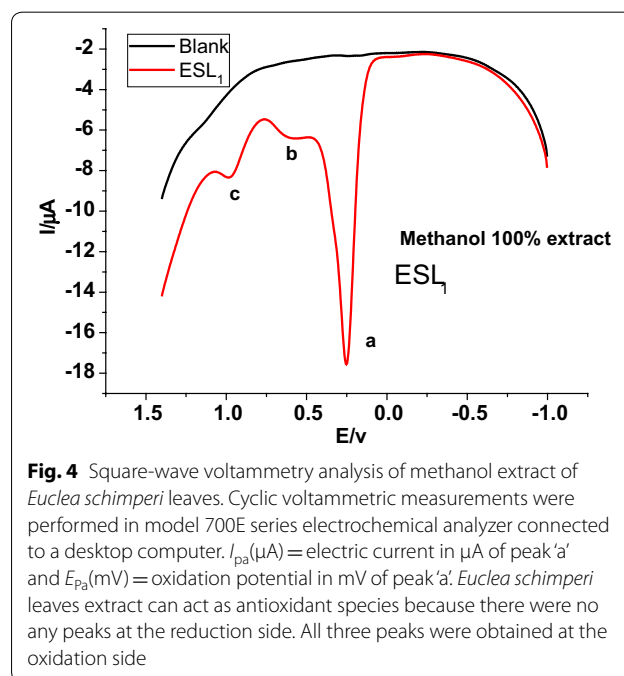 Blank
ESL₁
-2
-4
-6
-8
-10
-12
-14
-16
-18
I/µA
b
c
a
Methanol 100% extract
ESL₁
1.5 1.0 0.5 0.0 -0.5 -1.0
E/v
Fig. 4 Square-wave voltammetry analysis of methanol extract of
Euclea schimperi leaves. Cyclic voltammetric measurements were
performed in model 700E series electrochemical analyzer connected
to a desktop computer. Iₚₐ(µA) = electric current in µA of peak ‘a’
and E_Pa(mV) = oxidation potential in mV of peak ‘a’. Euclea schimperi
leaves extract can act as antioxidant species because there were no
any peaks at the reduction side. All three peaks were obtained at the
oxidation side